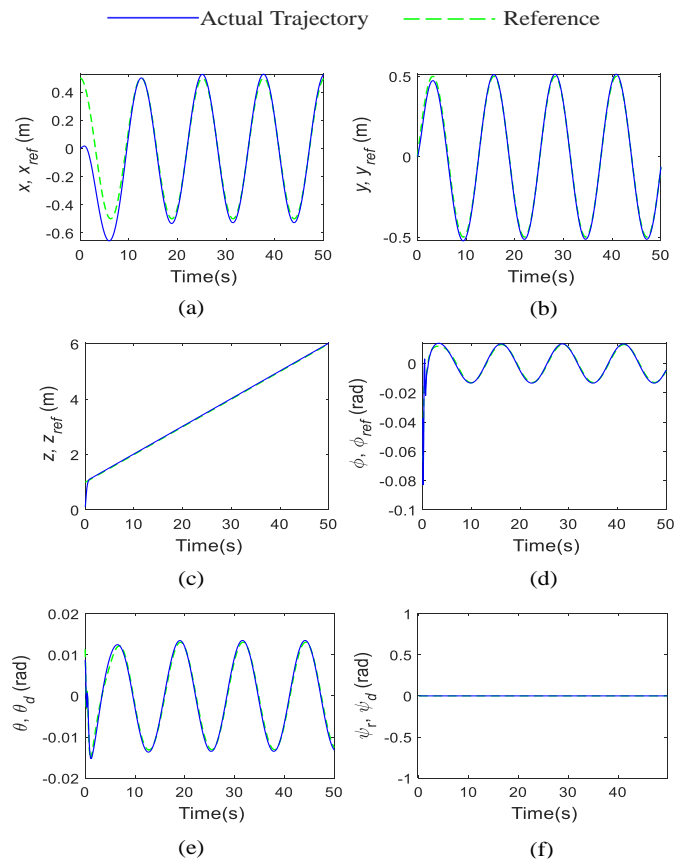 Actual Trajectory Reference
x, x_ref (m)
0.4
0.2
0
-0.2
-0.4
-0.6
0 10 20 30 40 50
Time(s)
(a)
y, y_ref (m)
0.5
0
-0.5
0 10 20 30 40 50
Time(s)
(b)
z, z_ref (m)
6
4
2
0
0 10 20 30 40 50
Time(s)
(c)
ϕ, ϕ_ref (rad)
0
-0.02
-0.04
-0.06
-0.08
-0.1
0 10 20 30 40 50
Time(s)
(d)
θ, θ_d (rad)
0.02
0.01
0
-0.01
-0.02
0 10 20 30 40 50
Time(s)
(e)
ψ_r, ψ_d (rad)
1
0.5
0
-0.5
-1
0 10 20 30 40
Time(s)
(f)